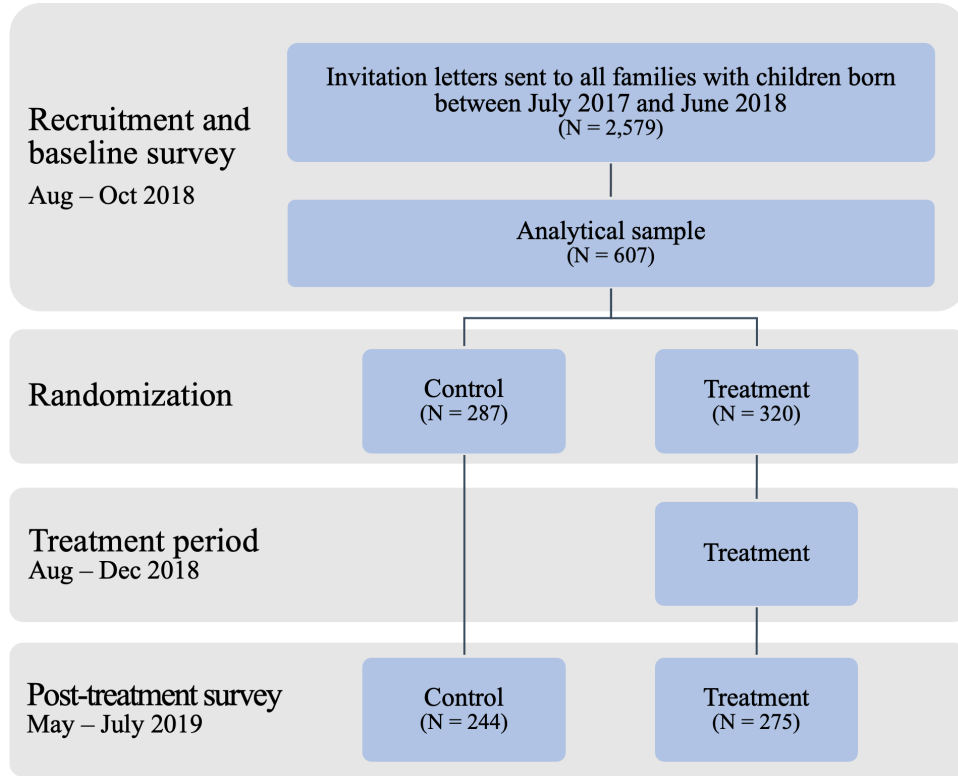 Recruitment and
baseline survey
Aug – Oct 2018
Invitation letters sent to all families with children born
between July 2017 and June 2018
(N = 2,579)
Analytical sample
(N = 607)
Randomization
Control
(N = 287)
Treatment
(N = 320)
Treatment period
Aug – Dec 2018
Treatment
Post-treatment survey
May – July 2019
Control
(N = 244)
Treatment
(N = 275)